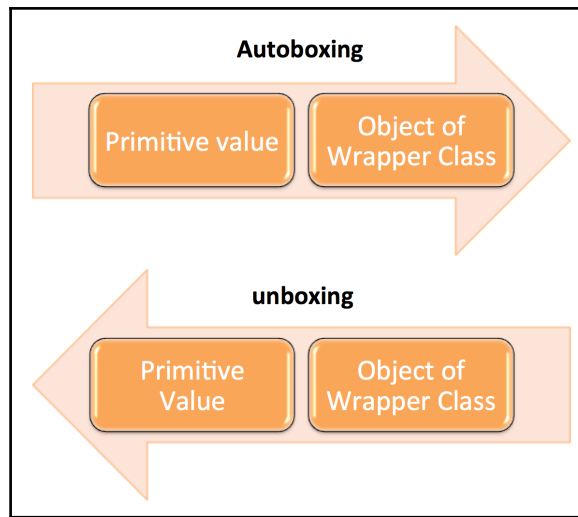 Autoboxing
Primitive value
Object of
Wrapper Class
unboxing
Primitive
Value
Object of
Wrapper Class